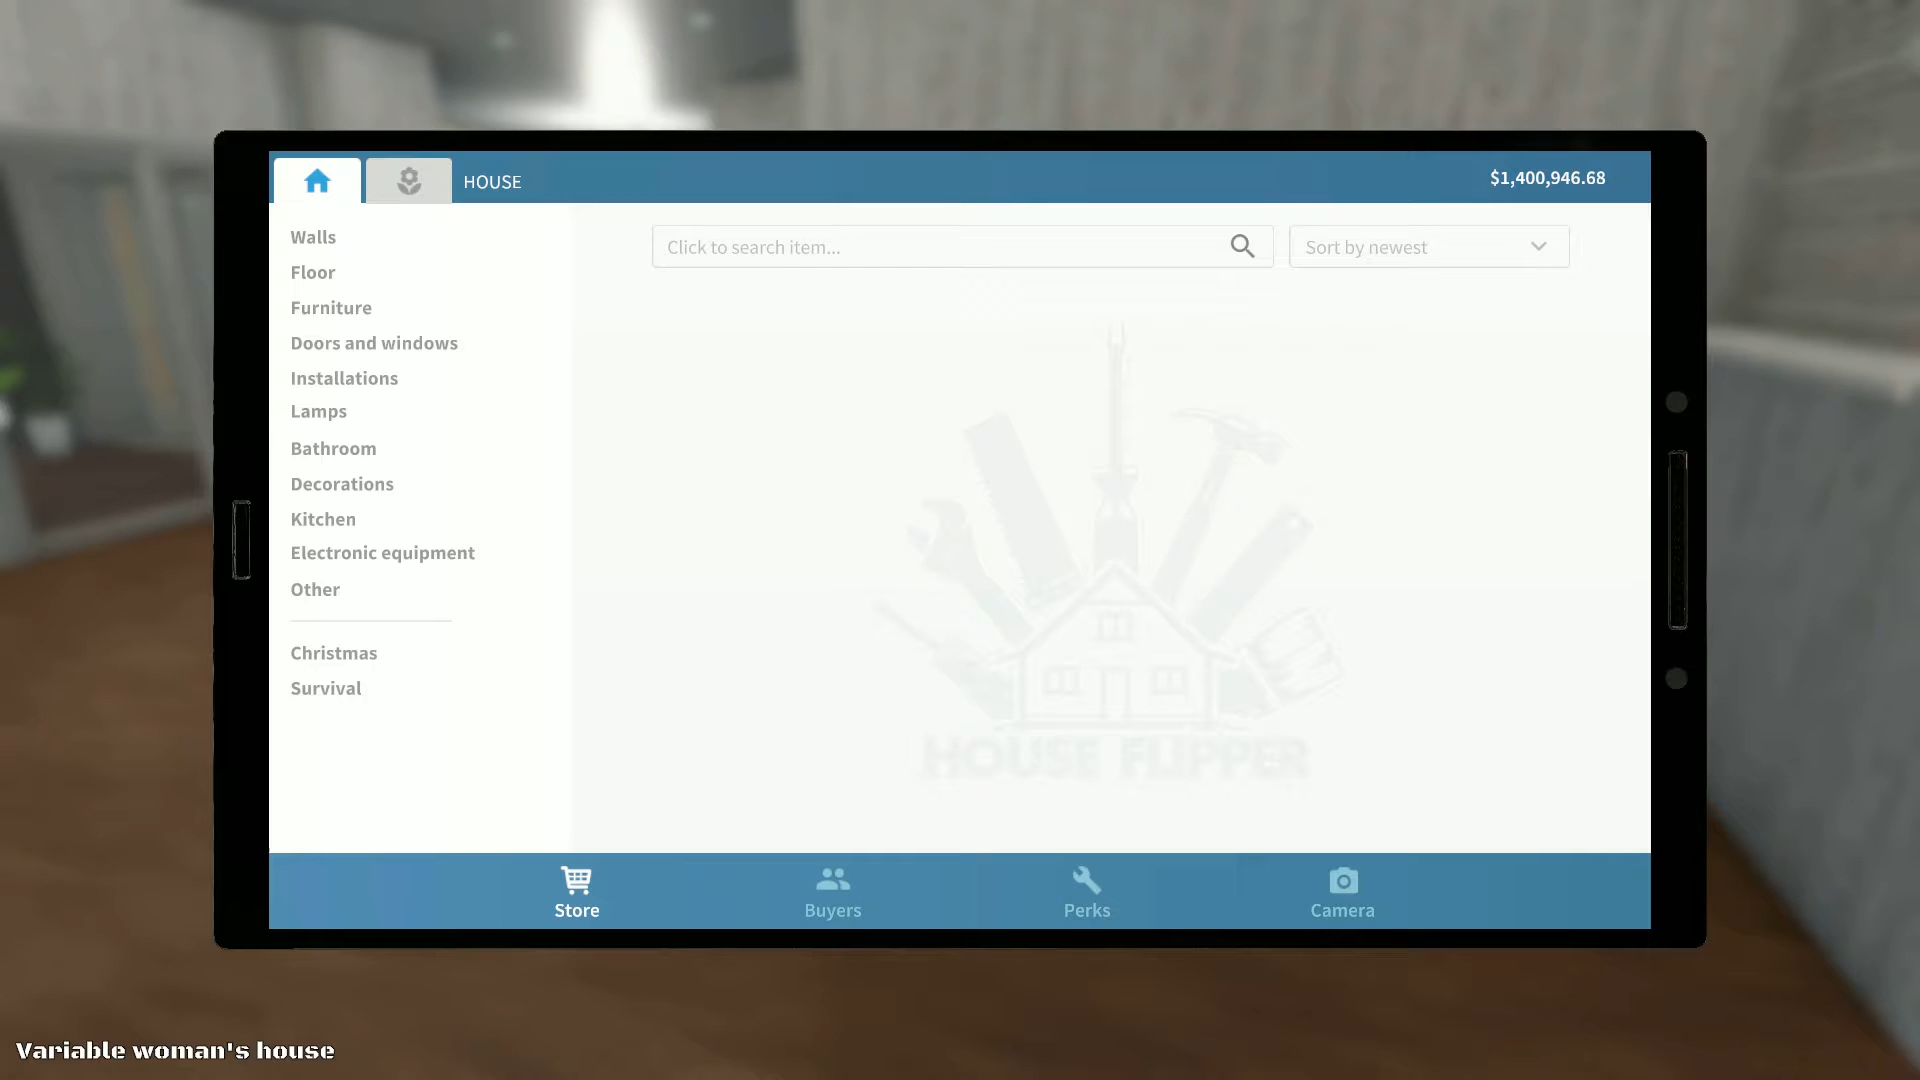 HOUSE
$1,400,946.68
Walls
Click to search item...
Sort by newest
Floor
Furniture
Doors and windows
Installations
Lamps
Bathroom
Decorations
Kitchen
Electronic equipment
Other
Christmas
Survival
HOUSE FLIPPER
Store
Buyers
Perks
Camera
Variable woman's house